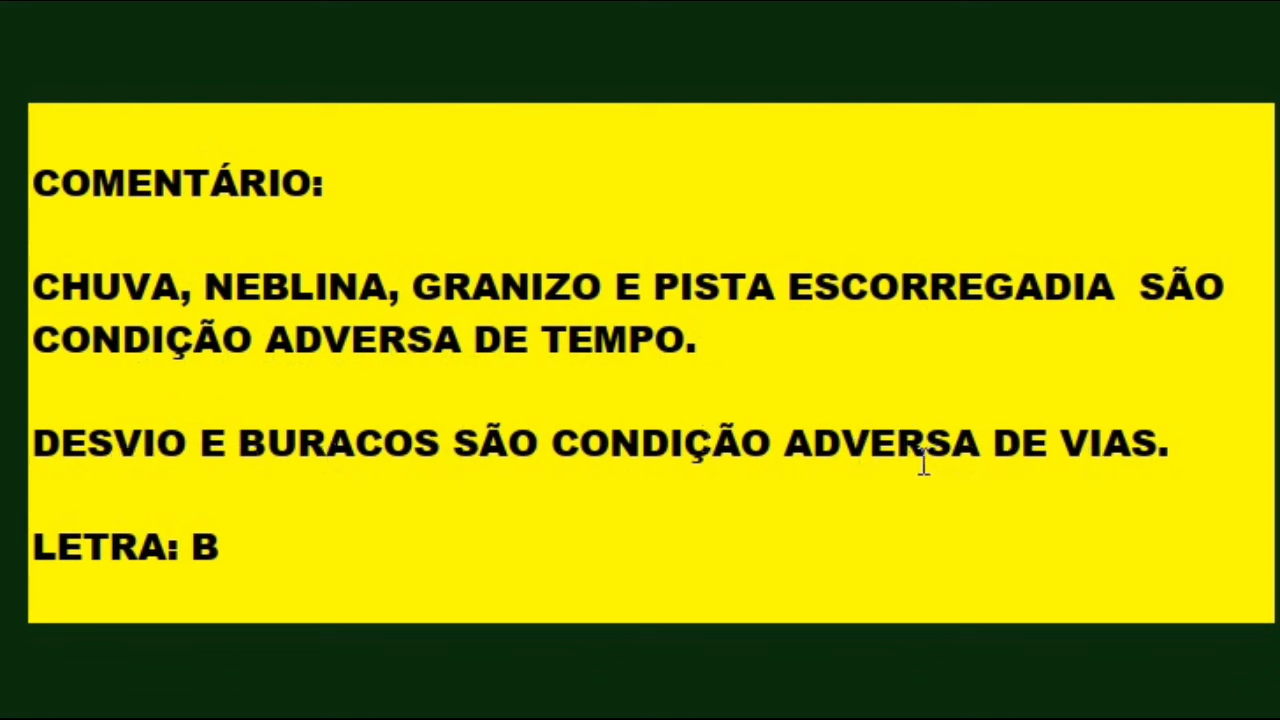 COMENTÁRIO:
CHUVA, NEBLINA, GRANIZO E PISTA ESCORREGADIA  SÃO
CONDIÇÃO ADVERSA DE TEMPO.
DESVIO E BURACOS SÃO CONDIÇÃO ADVERSA DE VIAS.
LETRA: B